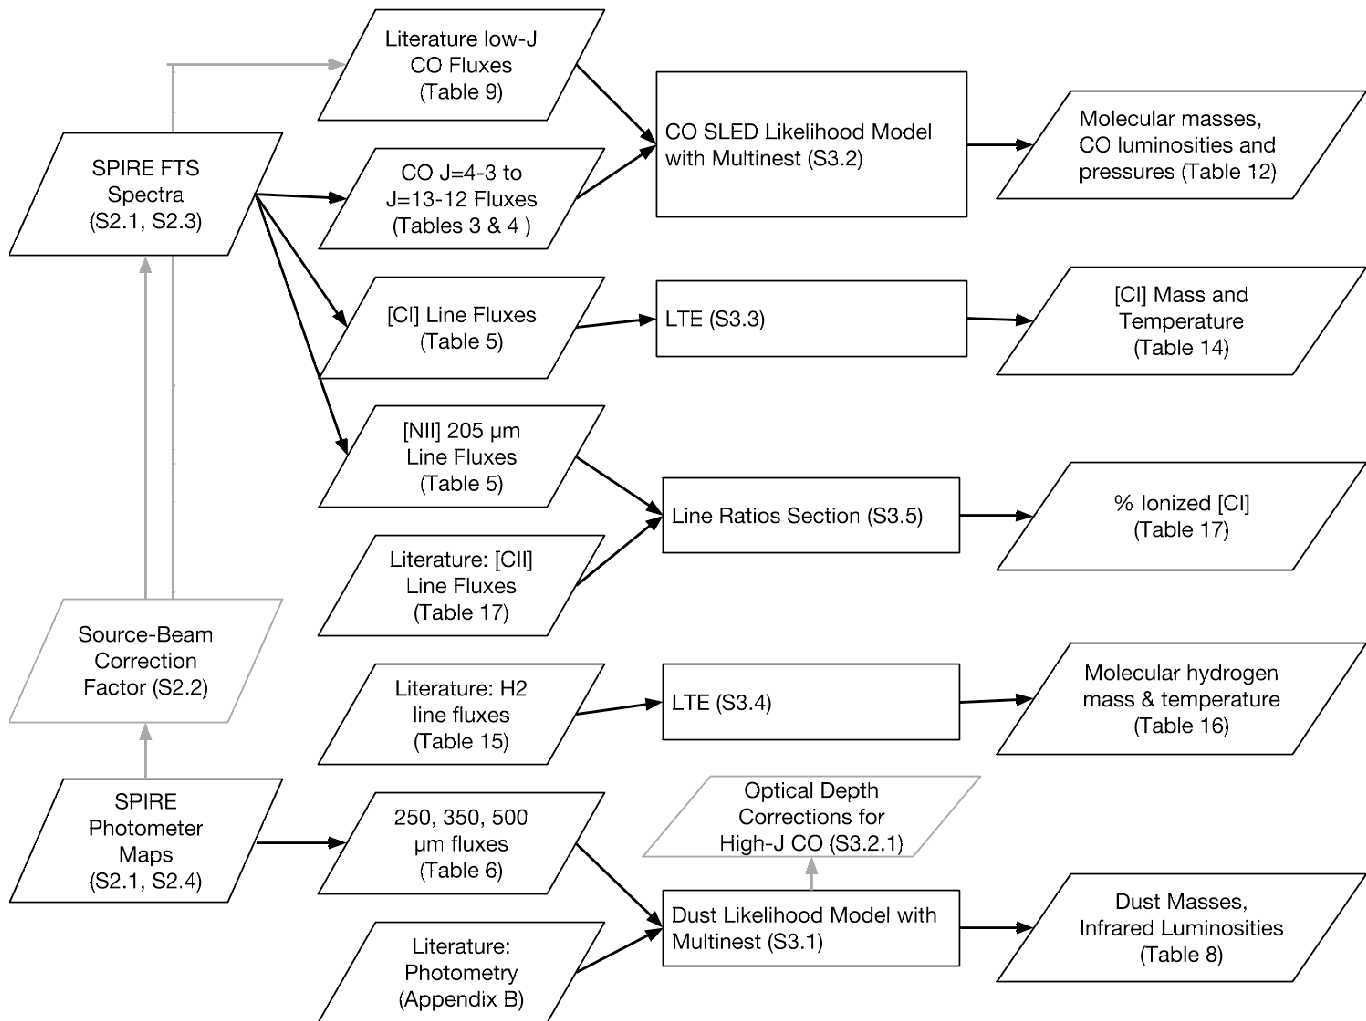 Literature low-J
CO Fluxes
(Table 9)
SPIRE FTS
Spectra
(S2.1, S2.3)
CO J=4-3 to
J=13-12 Fluxes
(Tables 3 & 4 )
CO SLED Likelihood Model
with Multinest (S3.2)
Molecular masses,
CO luminosities and
pressures (Table 12)
[CI] Line Fluxes
(Table 5)
LTE (S3.3)
[CI] Mass and
Temperature
(Table 14)
[NII] 205 µm
Line Fluxes
(Table 5)
Line Ratios Section (S3.5)
% Ionized [CI]
(Table 17)
Literature: [CII]
Line Fluxes
(Table 17)
Source-Beam
Correction
Factor (S2.2)
Literature: H2
line fluxes
(Table 15)
LTE (S3.4)
Molecular hydrogen
mass & temperature
(Table 16)
SPIRE
Photometer
Maps
(S2.1, S2.4)
250, 350, 500
µm fluxes
(Table 6)
Optical Depth
Corrections for
High-J CO (S3.2.1)
Dust Likelihood Model with
Multinest (S3.1)
Dust Masses,
Infrared Luminosities
(Table 8)
Literature:
Photometry
(Appendix B)